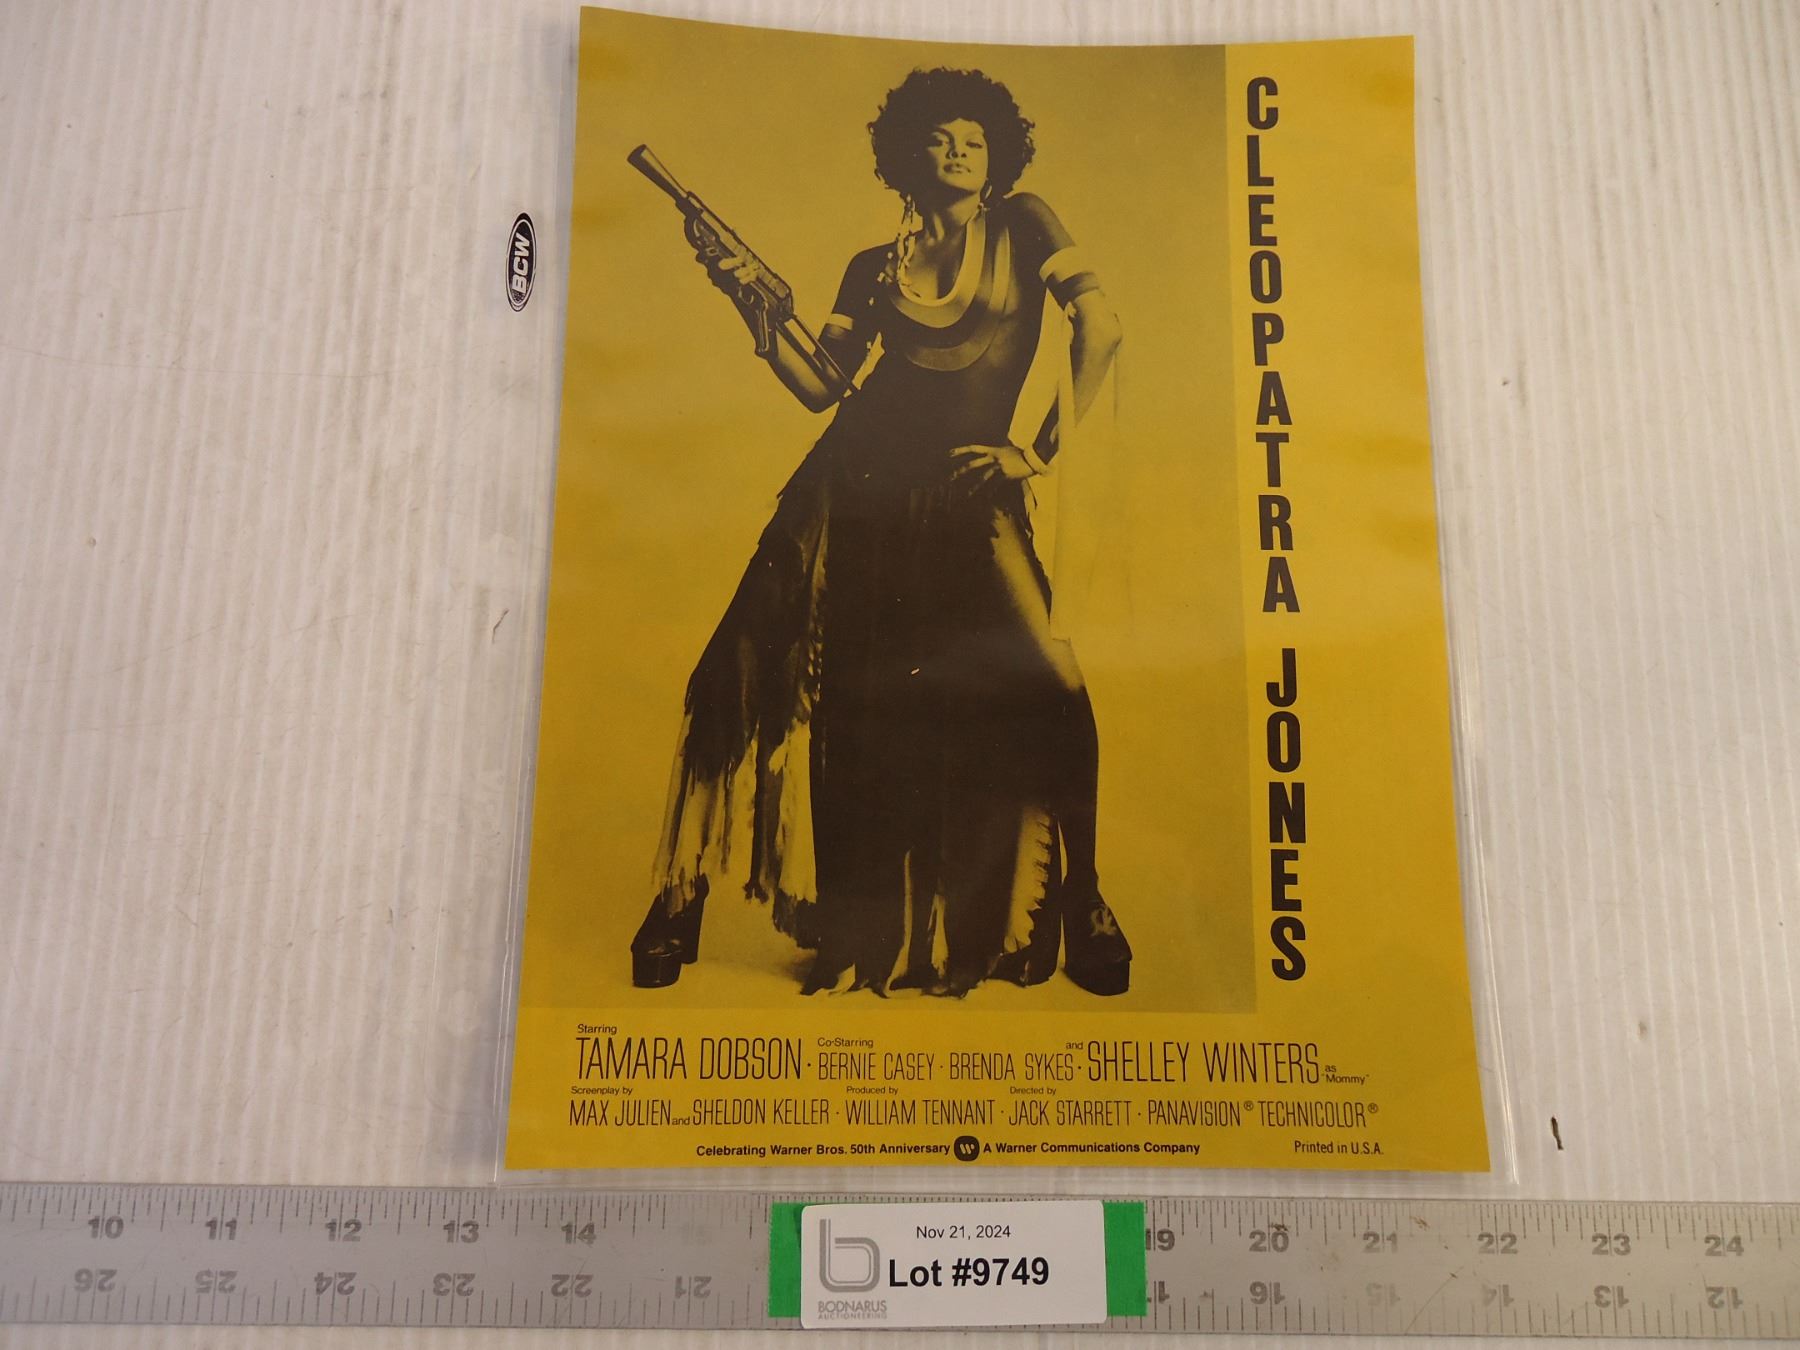 CLEOPATRA JONES
BCW
Starring
TAMARA DOBSON · Co-Starring BERNIE CASEY · BRENDA SYKES · and SHELLEY WINTERS as "Mommy"
Screenplay by Produced by Directed by
MAX JULIEN and SHELDON KELLER · WILLIAM TENNANT · JACK STARRETT · PANAVISION® TECHNICOLOR®
Celebrating Warner Bros. 50th Anniversary W A Warner Communications Company Printed in U.S.A.
10 11 12 13 14 19 20 21 22 23 24
26 25 24 23 22 21 16 15 14 13 12
Nov 21, 2024
Lot #9749
BODNARUS
AUCTIONEERING